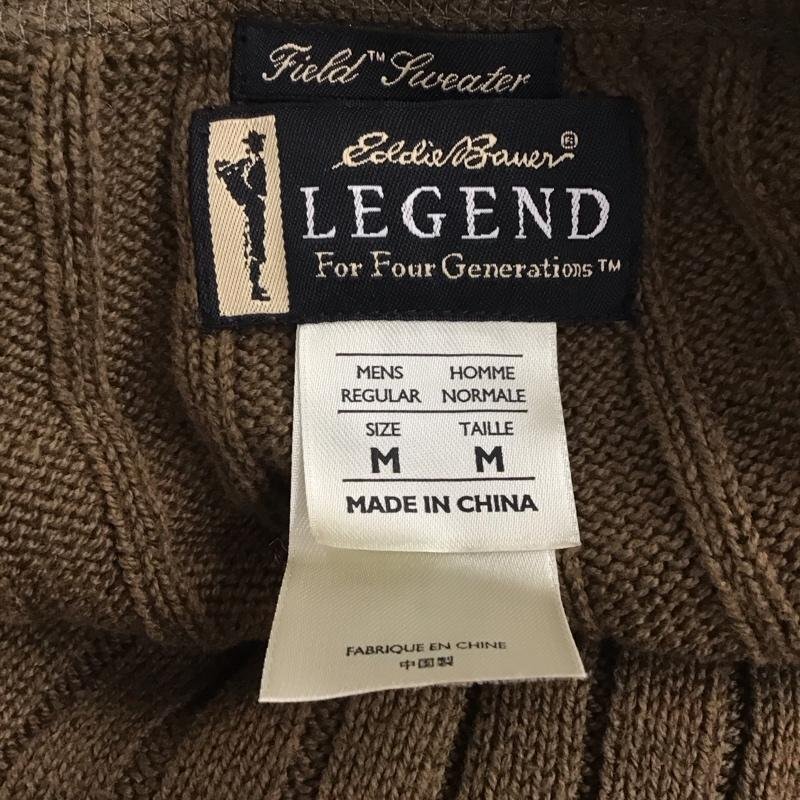 Field™ Sweater
Eddie Bauer®
LEGEND
For Four Generations™
MENS HOMME
REGULAR NORMALE
SIZE TAILLE
M M
MADE IN CHINA
FABRIQUE EN CHINE
中国製